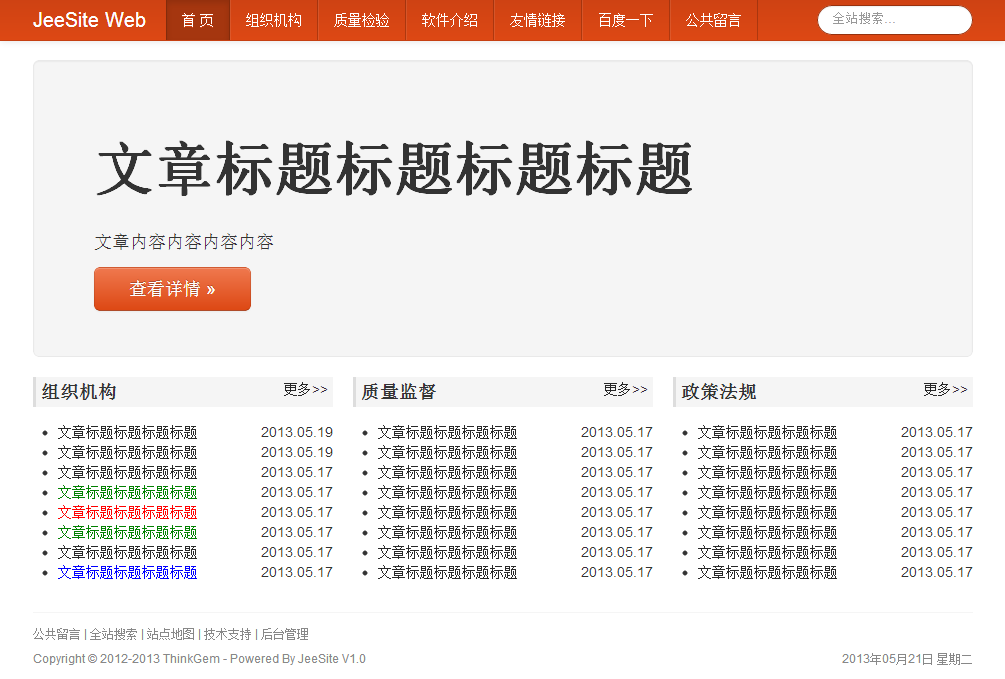 JeeSite Web 首 页 组织机构 质量检验 软件介绍 友情链接 百度一下 公共留言 全站搜索...
文章标题标题标题标题
文章内容内容内容内容
查看详情 »
组织机构 更多>> 质量监督 更多>> 政策法规 更多>>
文章标题标题标题标题 2013.05.19 文章标题标题标题标题 2013.05.17 文章标题标题标题标题 2013.05.17
文章标题标题标题标题 2013.05.19 文章标题标题标题标题 2013.05.17 文章标题标题标题标题 2013.05.17
文章标题标题标题标题 2013.05.17 文章标题标题标题标题 2013.05.17 文章标题标题标题标题 2013.05.17
文章标题标题标题标题 2013.05.17 文章标题标题标题标题 2013.05.17 文章标题标题标题标题 2013.05.17
文章标题标题标题标题 2013.05.17 文章标题标题标题标题 2013.05.17 文章标题标题标题标题 2013.05.17
文章标题标题标题标题 2013.05.17 文章标题标题标题标题 2013.05.17 文章标题标题标题标题 2013.05.17
文章标题标题标题标题 2013.05.17 文章标题标题标题标题 2013.05.17 文章标题标题标题标题 2013.05.17
文章标题标题标题标题 2013.05.17 文章标题标题标题标题 2013.05.17 文章标题标题标题标题 2013.05.17
公共留言 | 全站搜索 | 站点地图 | 技术支持 | 后台管理
Copyright © 2012-2013 ThinkGem - Powered By JeeSite V1.0 2013年05月21日 星期二